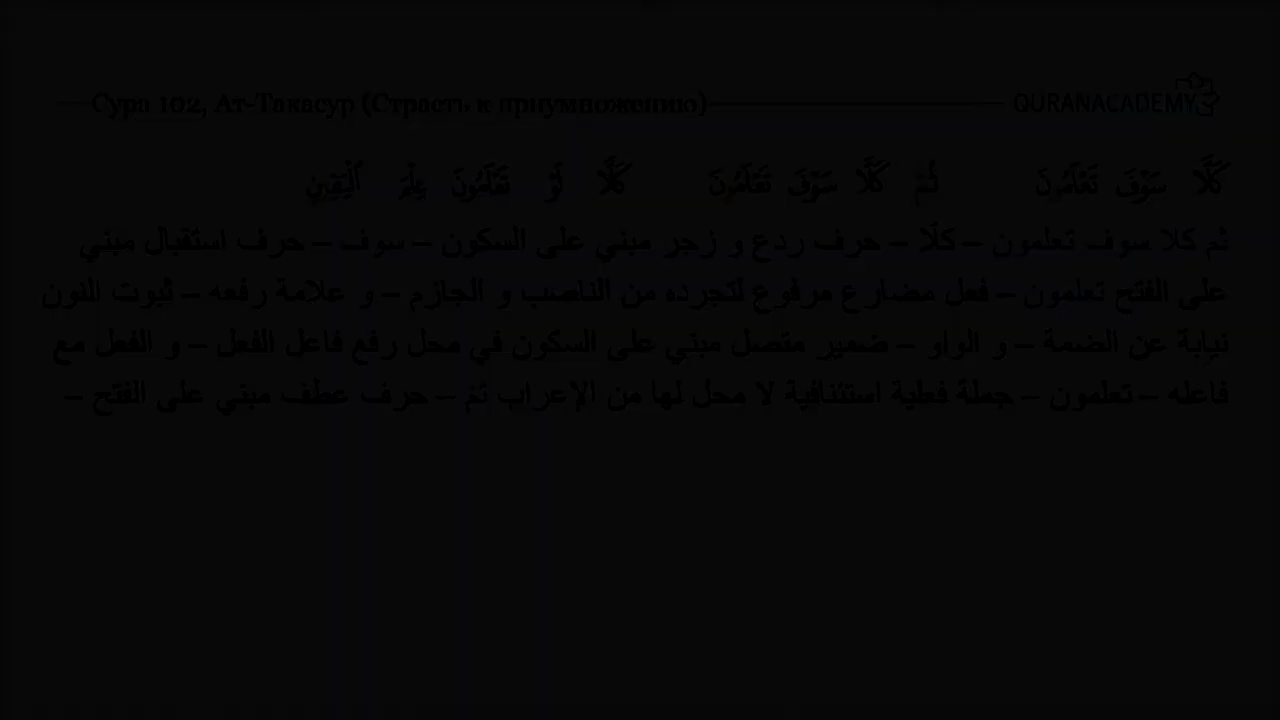 Сура 102, Ат-Такасур (Страсть к приумножению)
QURANACADEMY
كَلَّا سَوْفَ تَعْلَمُونَ ثُمَّ كَلَّا سَوْفَ تَعْلَمُونَ كَلَّا لَوْ تَعْلَمُونَ عِلْمَ ٱلْيَقِينِ
ثم كلا سوف تعلمون – كلّا – حرف ردع و زجر مبني على السكون – سوف – حرف استقبال مبني
على الفتح تعلمون – فعل مضارع مرفوع لتجرده من الناصب و الجازم – و علامة رفعه – ثبوت النون
نيابة عن الضمة – و الواو – ضمير متصل مبني على السكون في محل رفع فاعل الفعل – و الفعل مع
فاعله – تعلمون – جملة فعلية استئنافية لا محل لها من الإعراب ثمّ – حرف عطف مبني على الفتح –